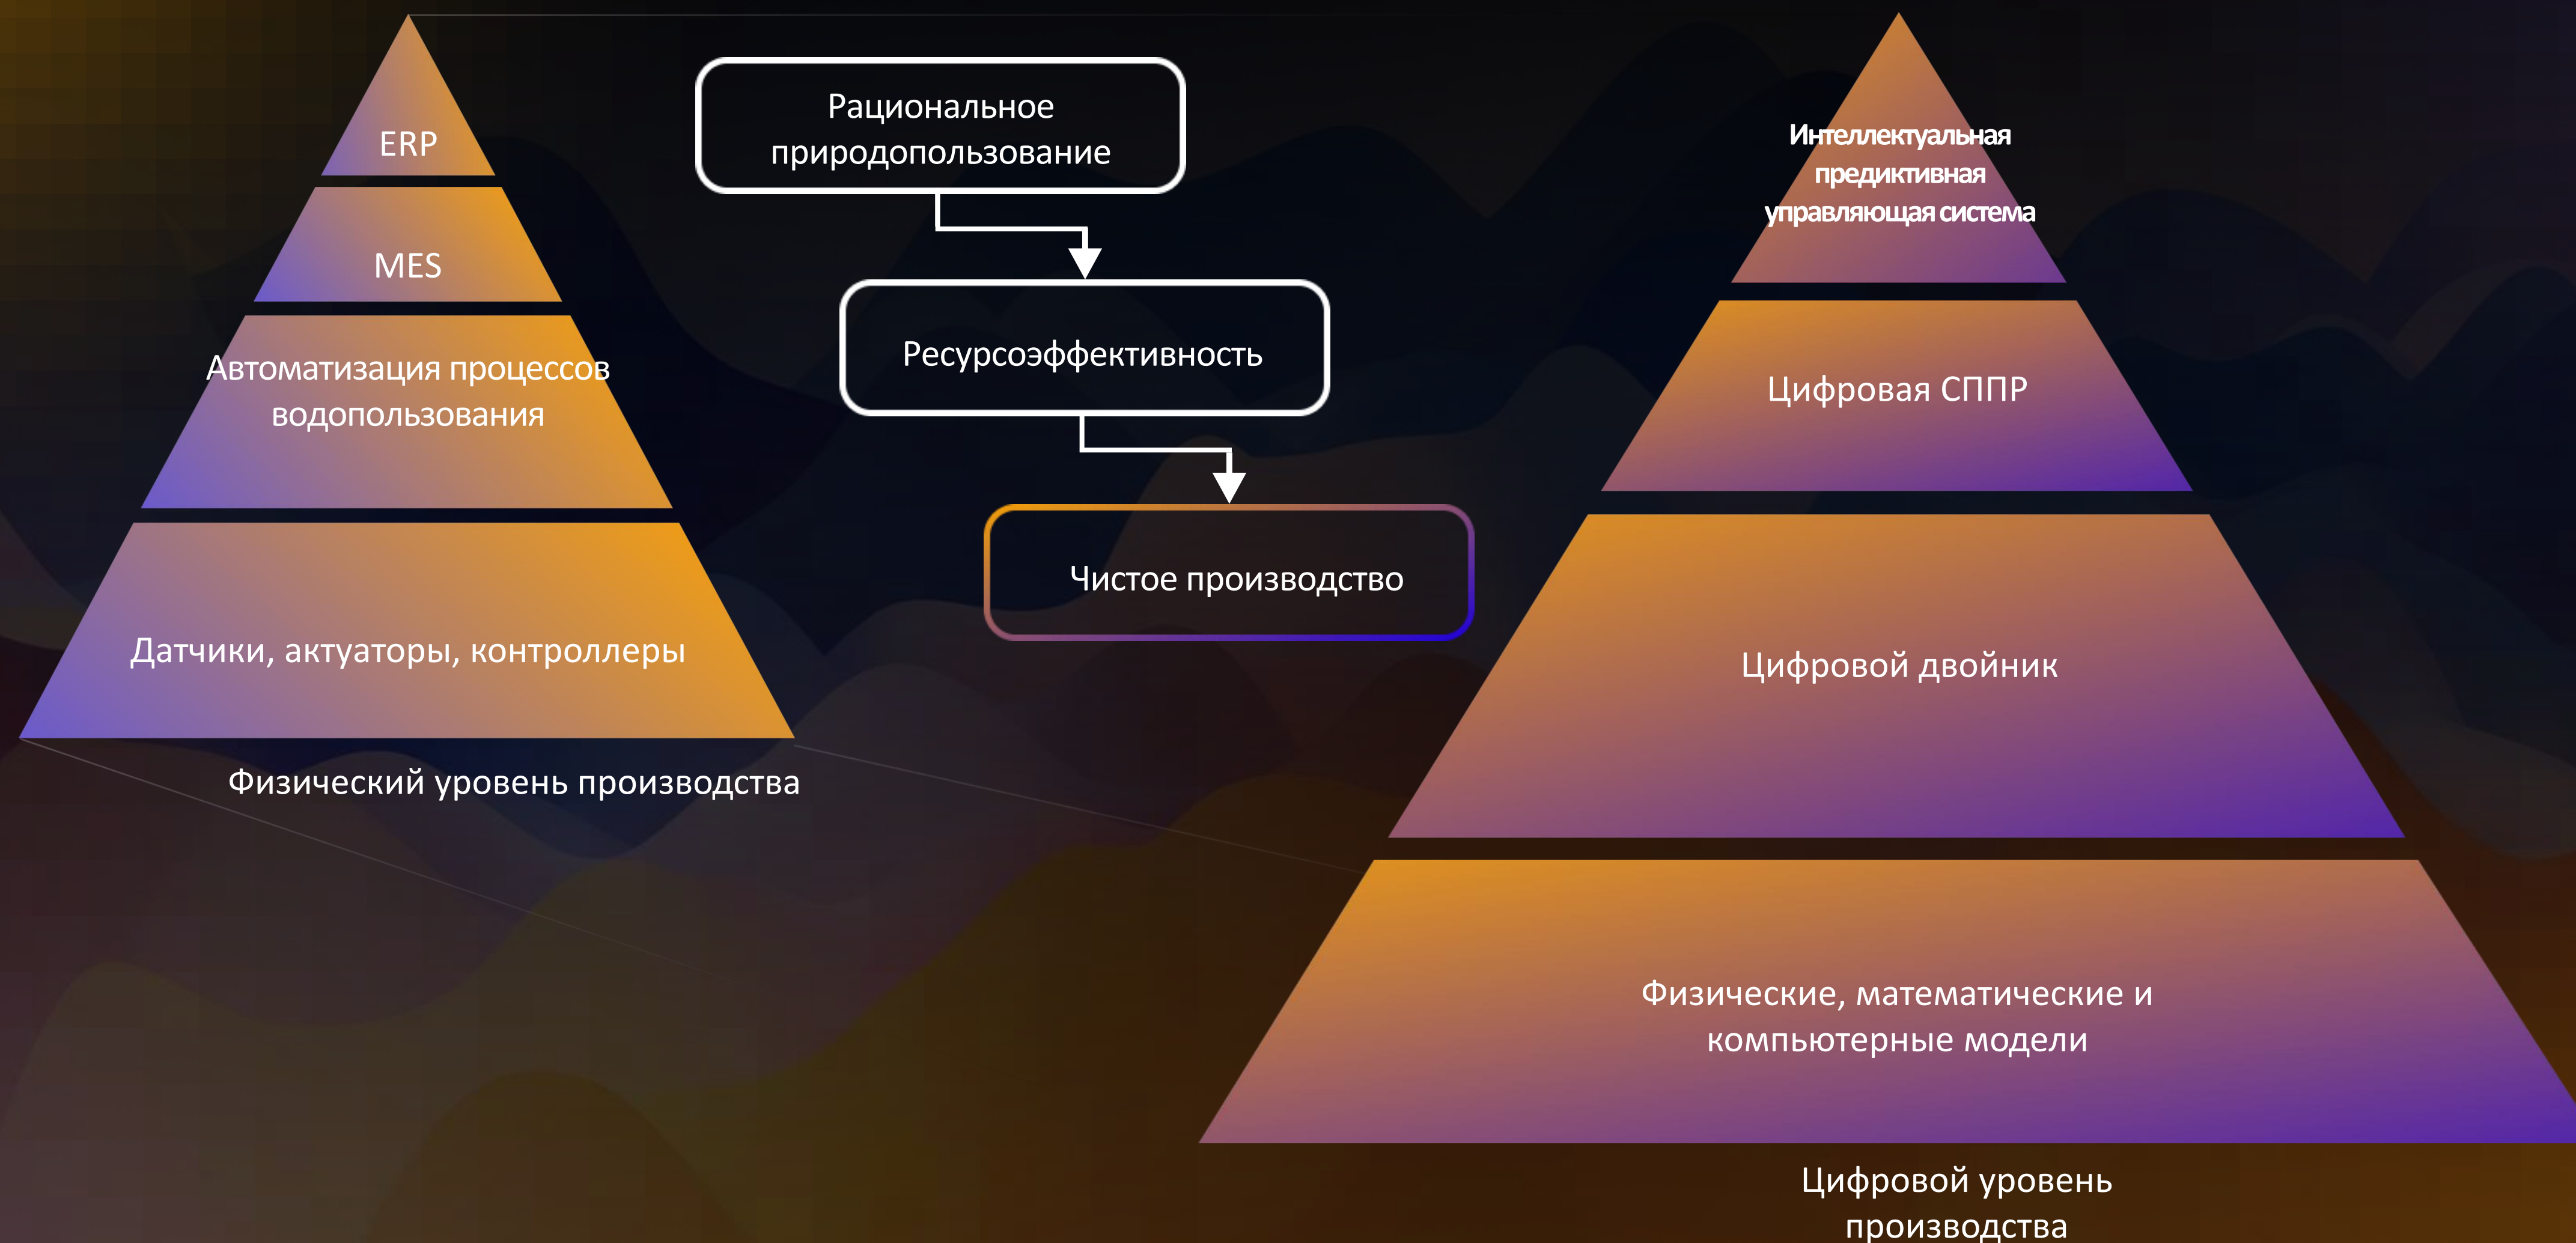 ERP
MES
Автоматизация процессов
водопользования
Датчики, актуаторы, контроллеры
Физический уровень производства
Рациональное
природопользование
Ресурсоэффективность
Чистое производство
Интеллектуальная
предиктивная
управляющая система
Цифровая СППР
Цифровой двойник
Физические, математические и
компьютерные модели
Цифровой уровень
производства